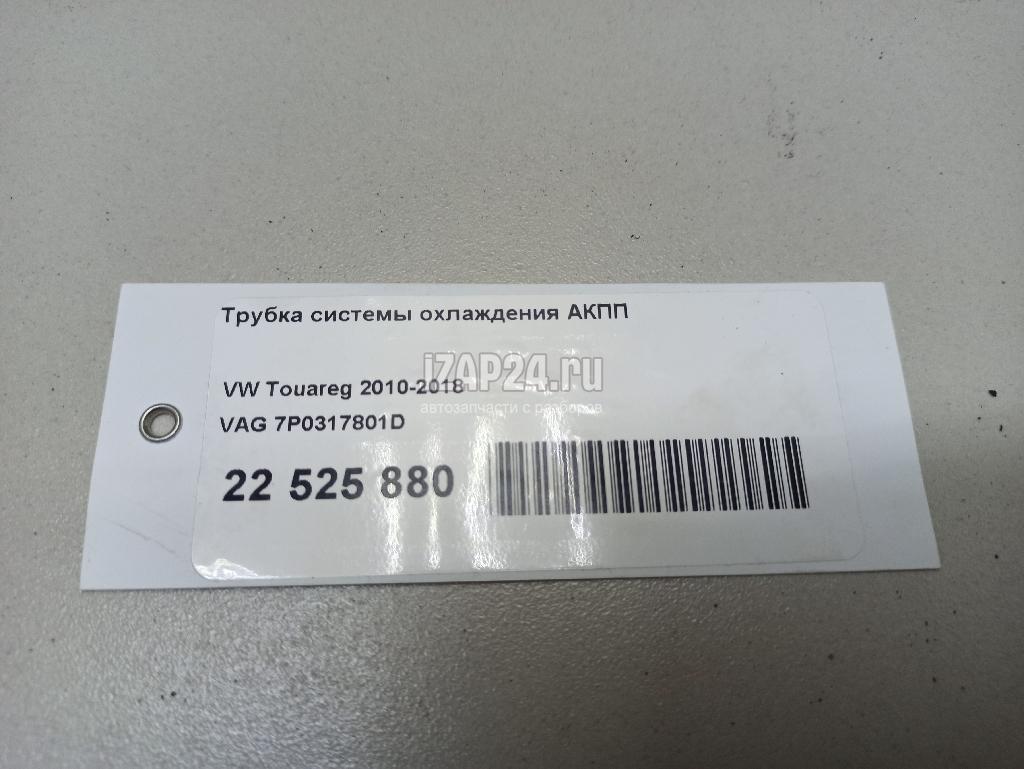 Трубка системы охлаждения АКПП
iZAP24.ru
VW Touareg 2010-2018
автозапчасти с разборов
VAG 7P0317801D
22 525 880